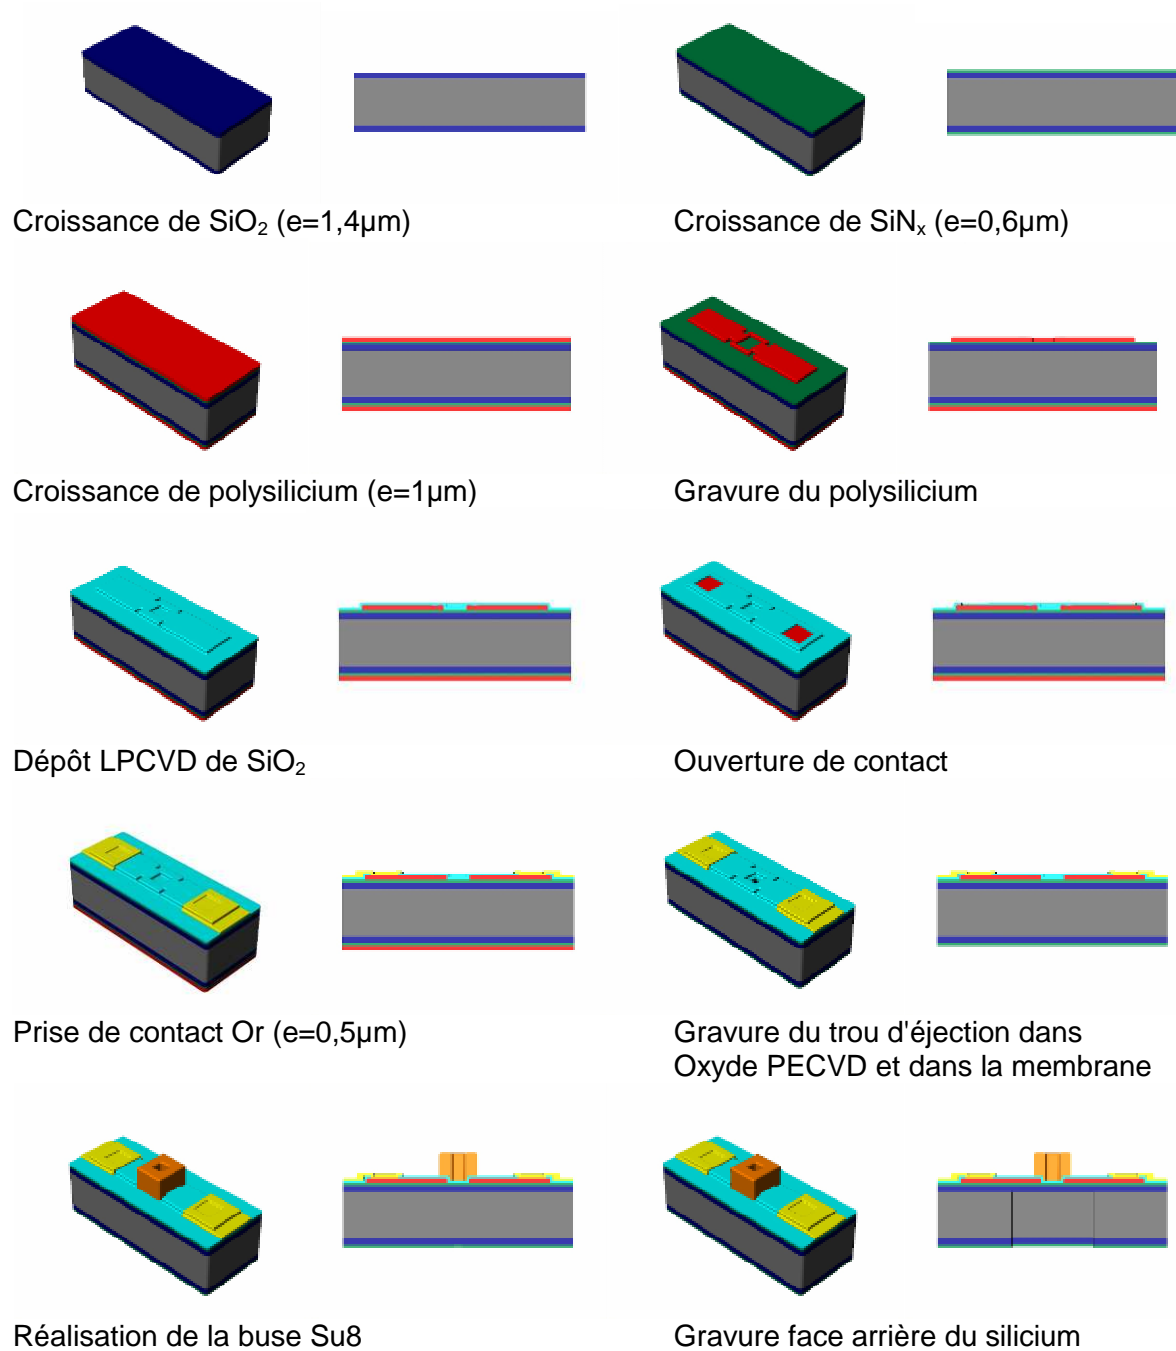 Croissance de SiO₂ (e=1,4µm)
Croissance de SiNₓ (e=0,6µm)
Croissance de polysilicium (e=1µm)
Gravure du polysilicium
Dépôt LPCVD de SiO₂
Ouverture de contact
Prise de contact Or (e=0,5µm)
Gravure du trou d'éjection dans
Oxyde PECVD et dans la membrane
Réalisation de la buse Su8
Gravure face arrière du silicium